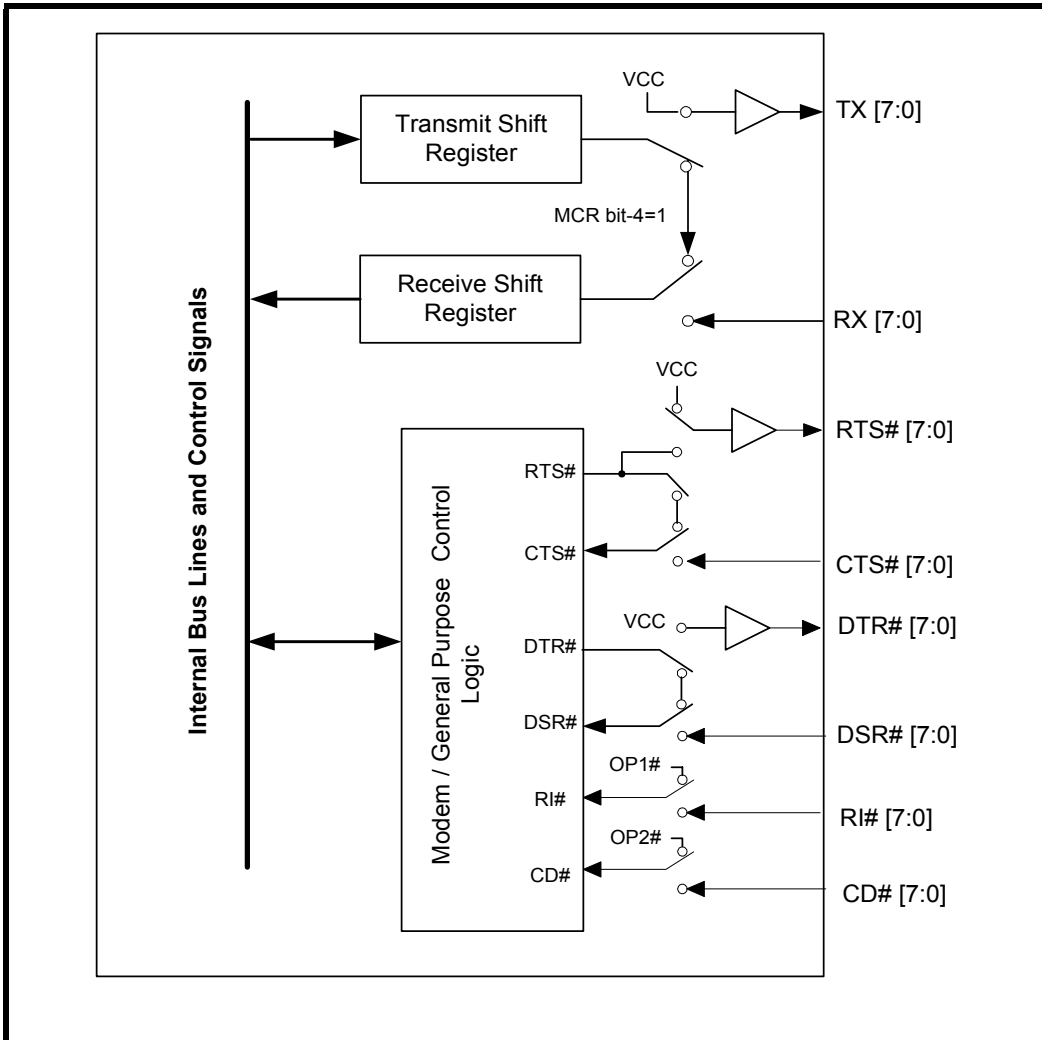 VCC
TX [7:0]
Transmit Shift
Register
MCR bit-4=1
Receive Shift
Register
RX [7:0]
Internal Bus Lines and Control Signals
VCC
RTS# [7:0]
RTS#
CTS#
CTS# [7:0]
Modem / General Purpose Control
Logic
VCC
DTR# [7:0]
DTR#
DSR#
DSR# [7:0]
OP1#
RI#
RI# [7:0]
OP2#
CD#
CD# [7:0]